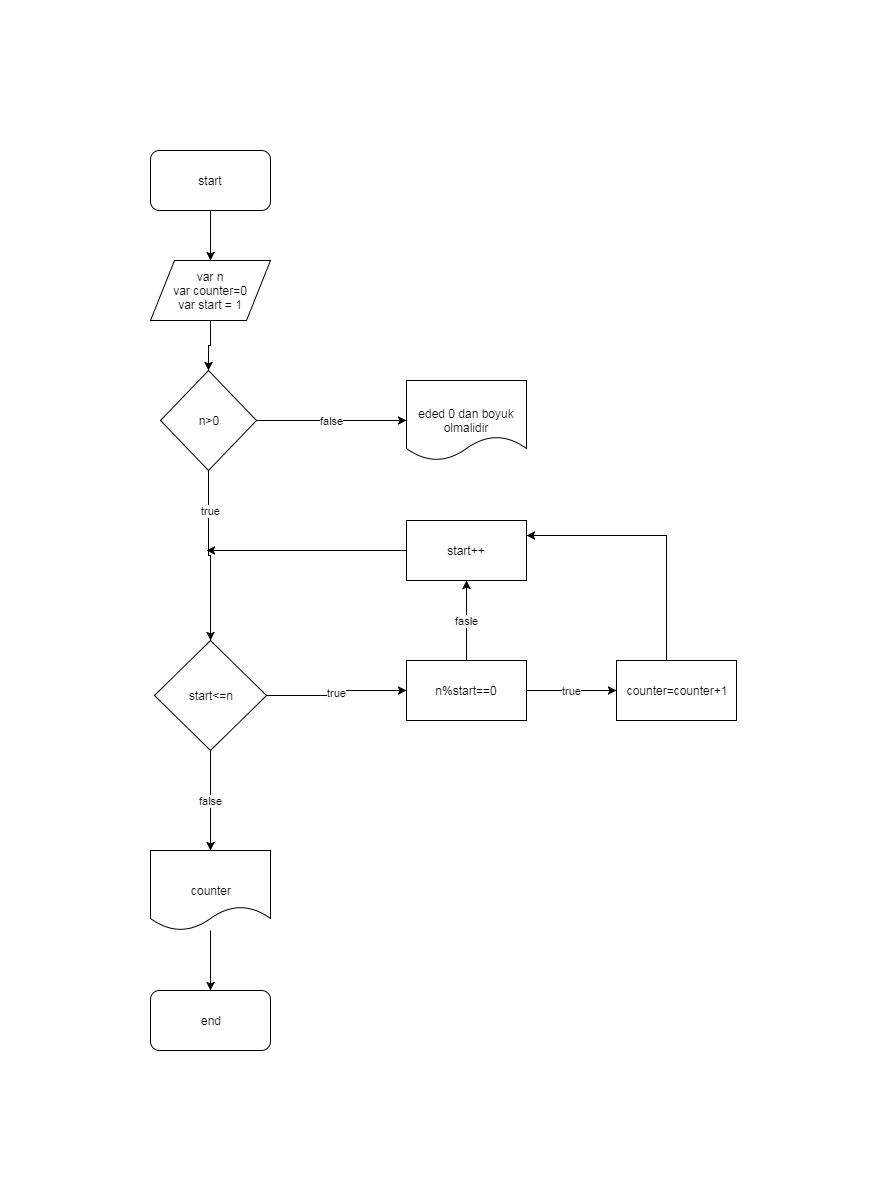 start
var n
var counter=0
var start = 1
n>0
false
eded 0 dan boyuk
olmalidir
true
start++
fasle
start<=n
true
n%start==0
true
counter=counter+1
false
counter
end